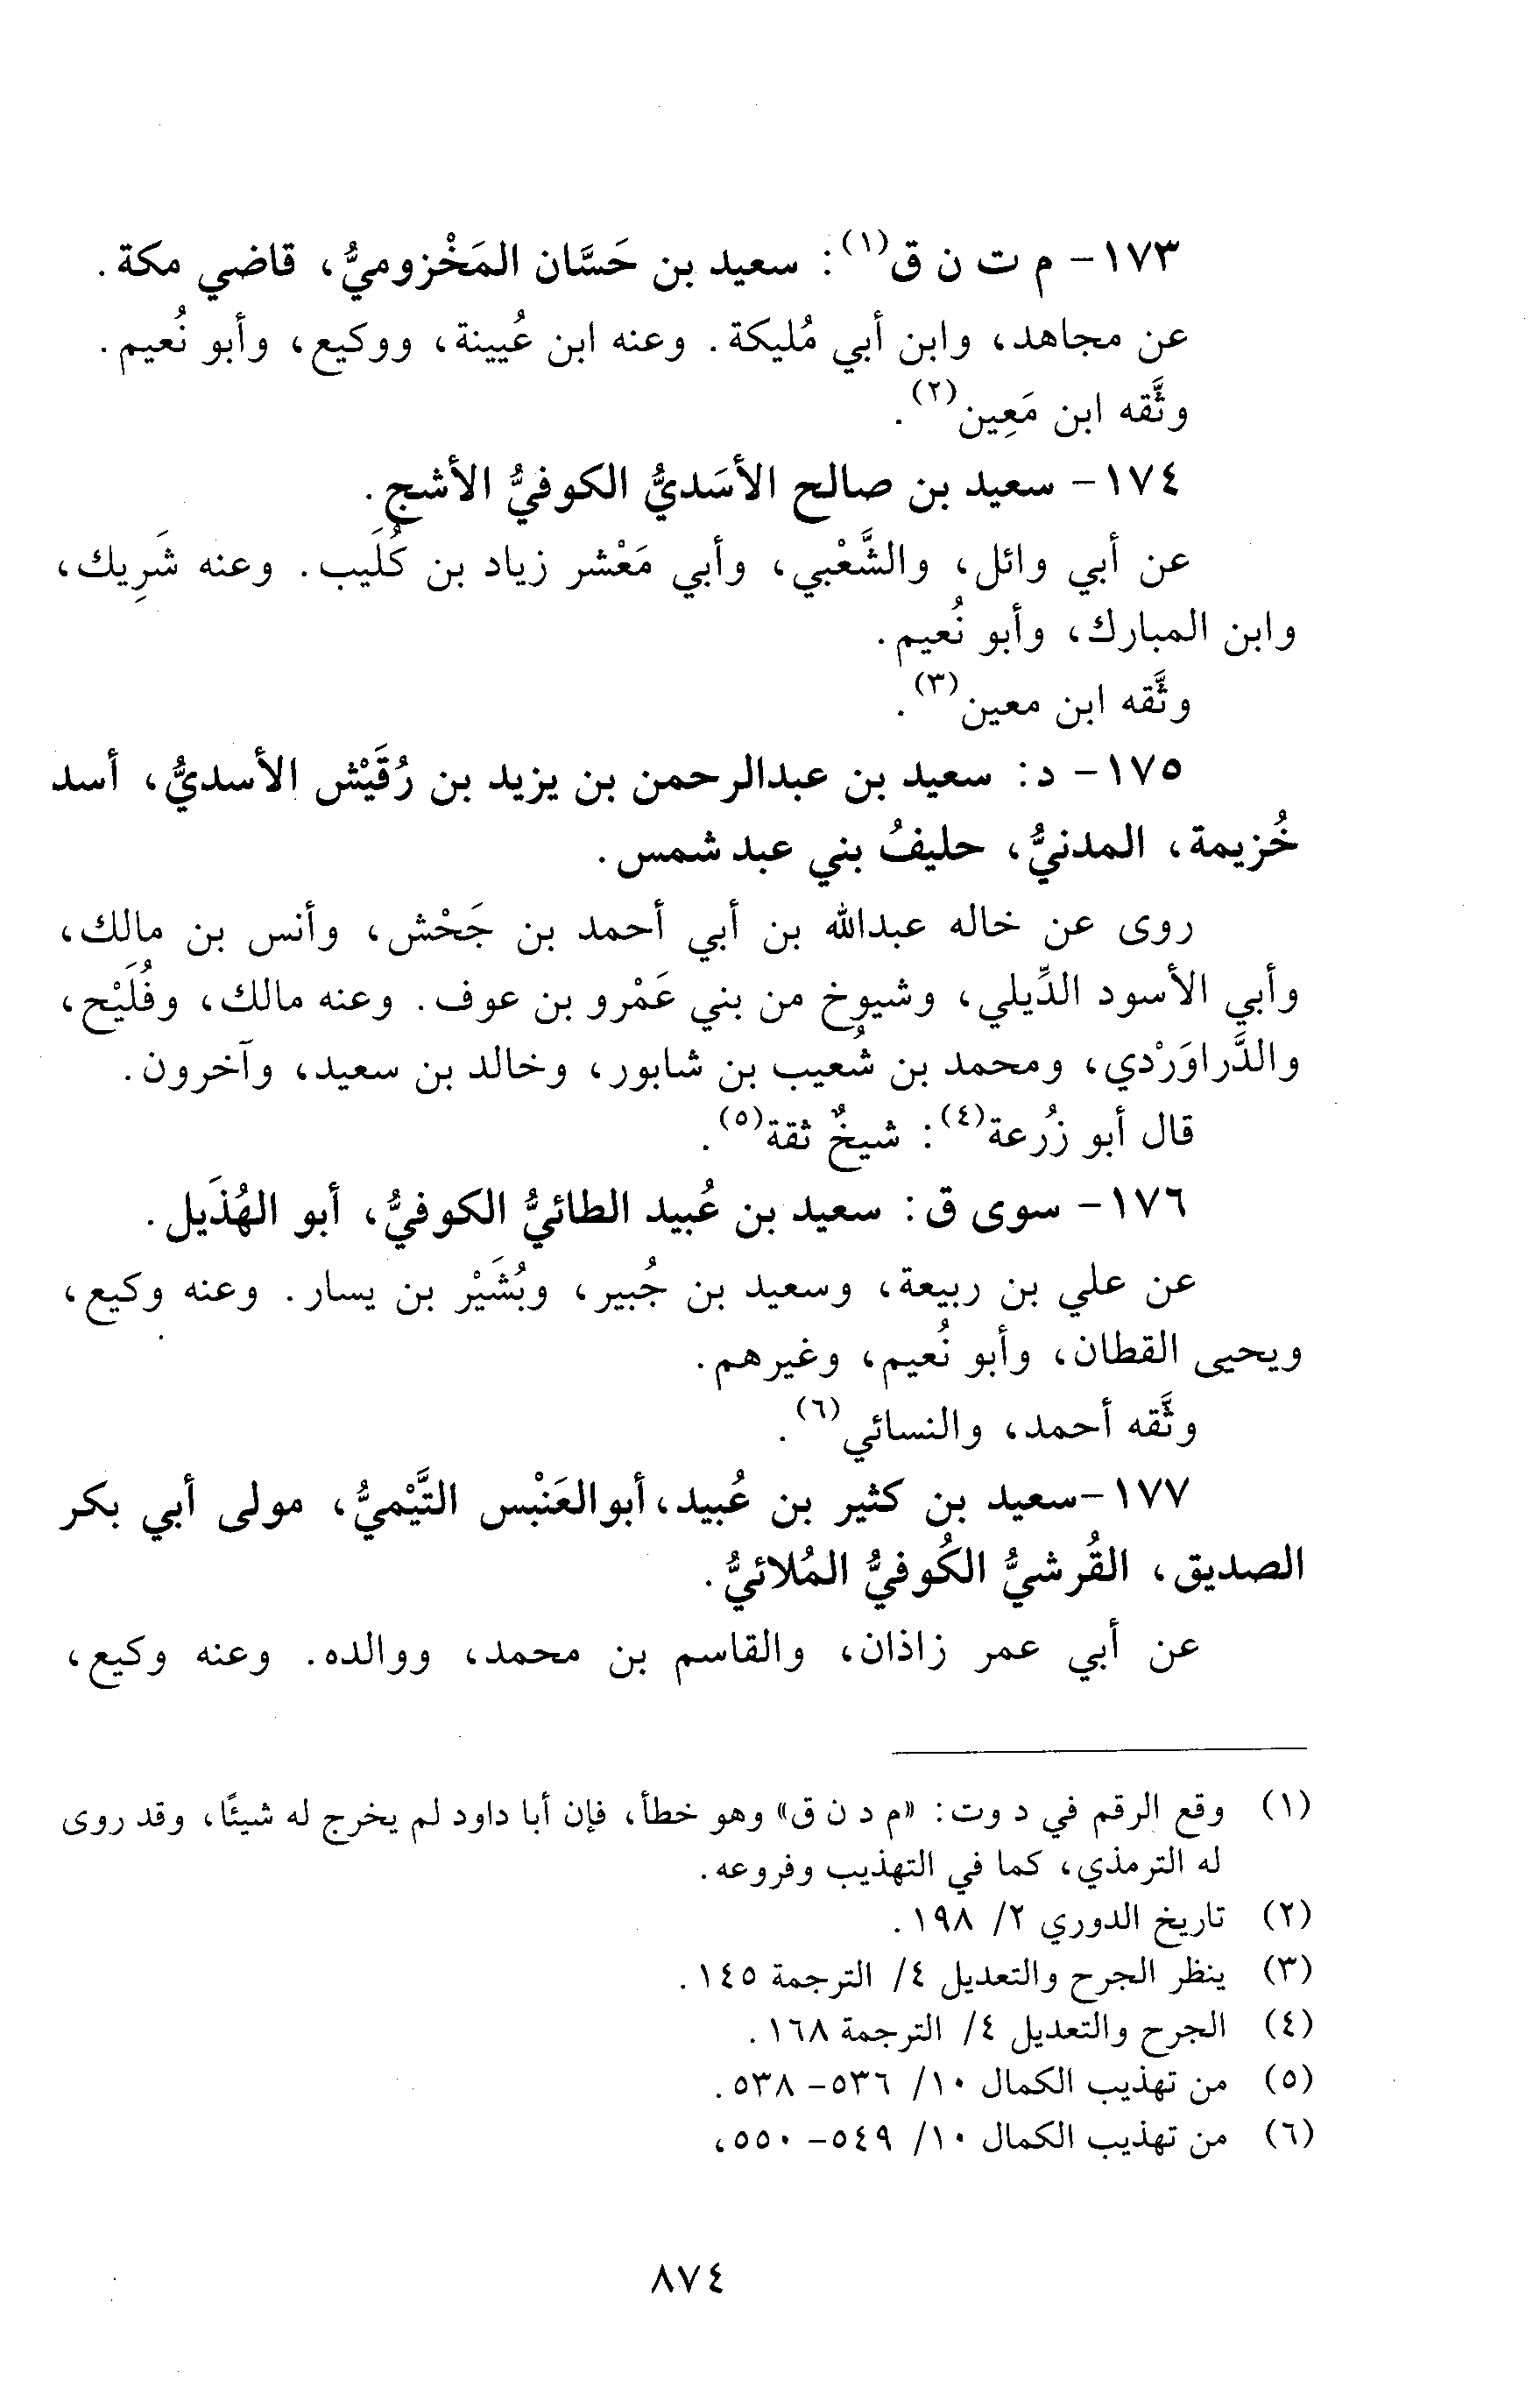 ١٧٣- م ت ن ق(١): سعيد بن حَسَّان المَخْزوميُّ، قاضي مكة.
عن مجاهد، وابن أبي مُليكة. وعنه ابن عُيينة، ووكيع، وأبو نُعيم.
وثَّقه ابن مَعِين(٢).
١٧٤- سعيد بن صالح الأسَديُّ الكوفيُّ الأشج.
عن أبي وائل، والشَّعْبي، وأبي مَعْشر زياد بن كُلَيب. وعنه شَرِيك،
وابن المبارك، وأبو نُعيم.
وثَّقه ابن معين(٣).
١٧٥- د: سعيد بن عبدالرحمن بن يزيد بن رُقَيْش الأسديُّ، أسد
خُزيمة، المدنيُّ، حليفُ بني عبد شمس.
روى عن خاله عبدالله بن أبي أحمد بن جَحْش، وأنس بن مالك،
وأبي الأسود الدِّيلي، وشيوخ من بني عَمْرو بن عوف. وعنه مالك، وفُلَيْح،
والدَّراوَرْدي، ومحمد بن شُعيب بن شابور، وخالد بن سعيد، وآخرون.
قال أبو زُرعة(٤): شيخٌ ثقة(٥).
١٧٦- سوى ق: سعيد بن عُبيد الطائيُّ الكوفيُّ، أبو الهُذَيل.
عن علي بن ربيعة، وسعيد بن جُبير، وبُشَيْر بن يسار. وعنه وكيع،
ويحيى القطان، وأبو نُعيم، وغيرهم.
وثَّقه أحمد، والنسائي(٦).
١٧٧-سعيد بن كثير بن عُبيد،أبوالعَنْبس التَّيْميُّ، مولى أبي بكر
الصديق، القُرشيُّ الكُوفيُّ المُلائيُّ.
عن أبي عمر زاذان، والقاسم بن محمد، ووالده. وعنه وكيع،
(١) وقع الرقم في د وت: «م د ن ق» وهو خطأ، فإن أبا داود لم يخرج له شيئًا، وقد روى
له الترمذي، كما في التهذيب وفروعه.
(٢) تاريخ الدوري ٢/ ١٩٨.
(٣) ينظر الجرح والتعديل ٤/ الترجمة ١٤٥.
(٤) الجرح والتعديل ٤/ الترجمة ١٦٨.
(٥) من تهذيب الكمال ١٠/ ٥٣٦- ٥٣٨.
(٦) من تهذيب الكمال ١٠/ ٥٤٩- ٥٥٠،
٨٧٤